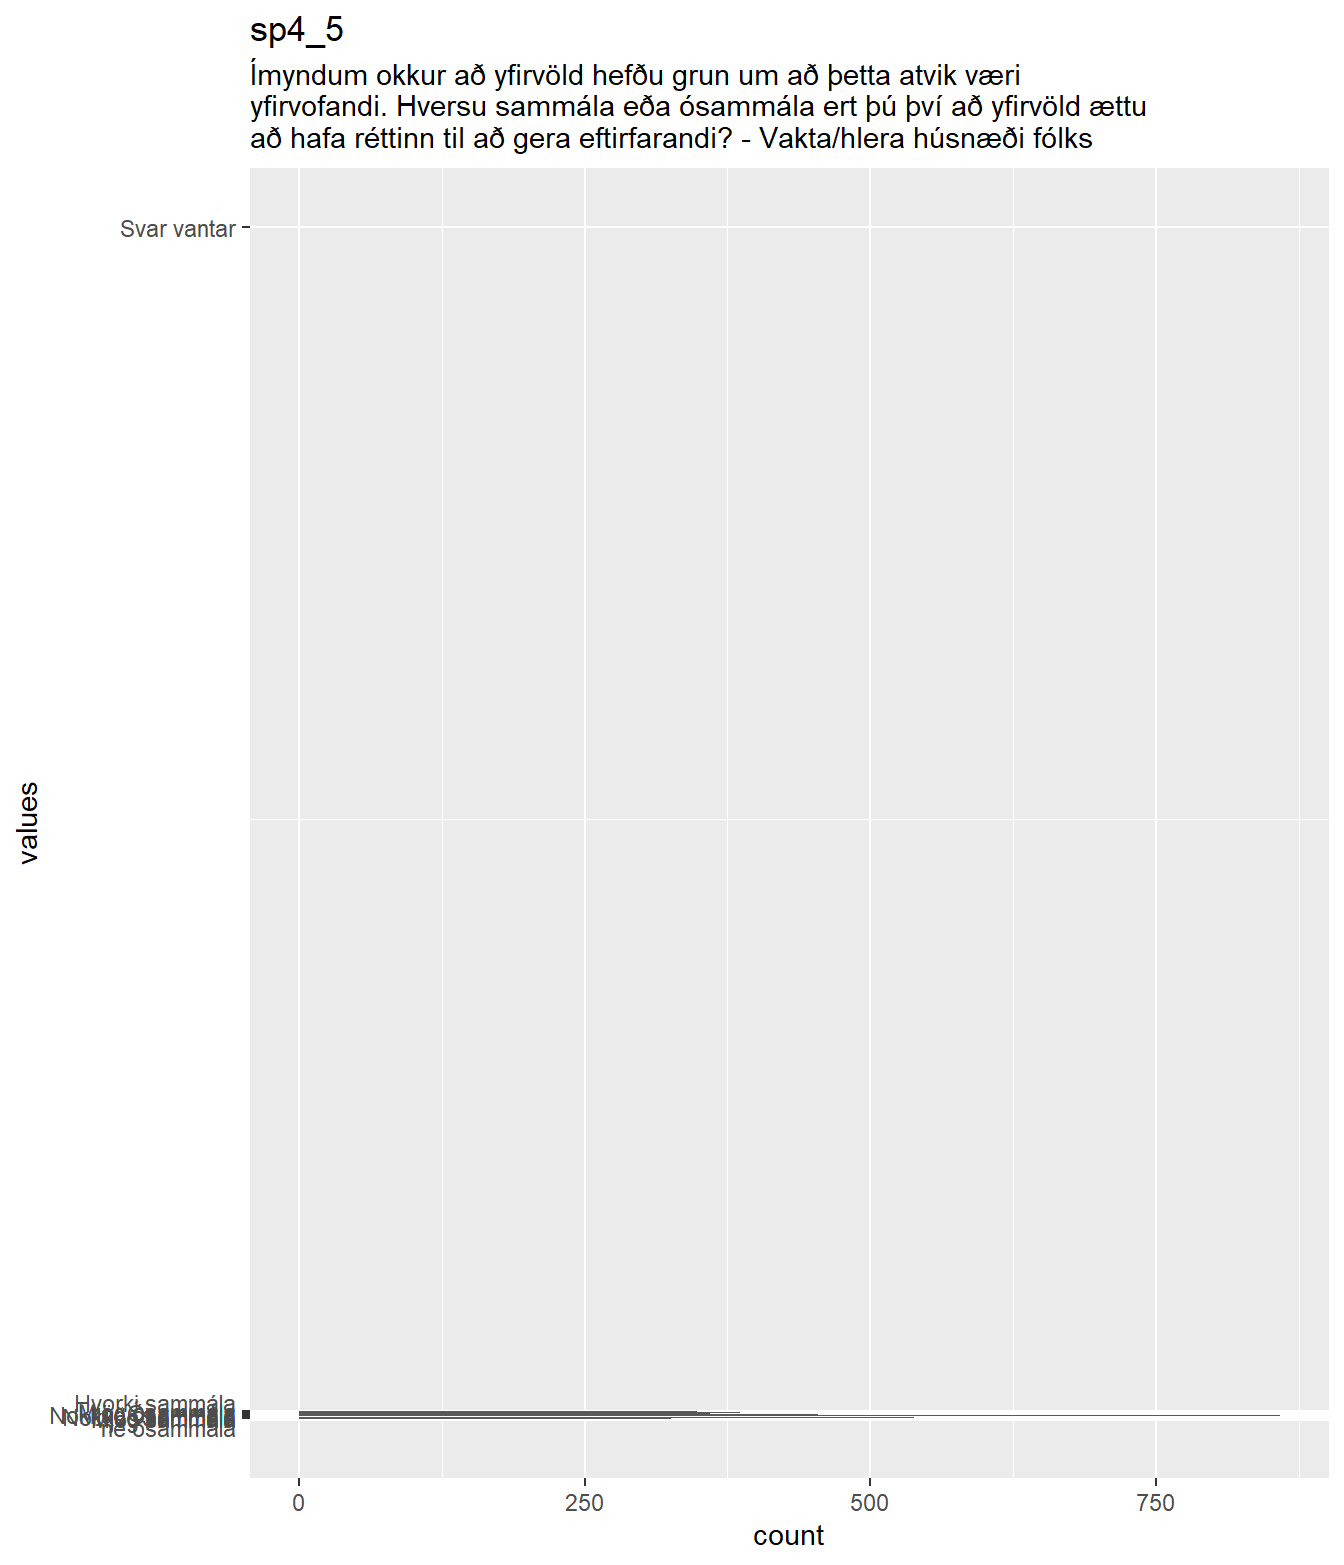 sp4_5
Ímyndum okkur að yfirvöld hefðu grun um að þetta atvik væri
yfirvofandi. Hversu sammála eða ósammála ert þú því að yfirvöld ættu
að hafa réttinn til að gera eftirfarandi? - Vakta/hlera húsnæði fólks
Svar vantar
values
Hvorki sammála
né ósammála
0 250 500 750
count